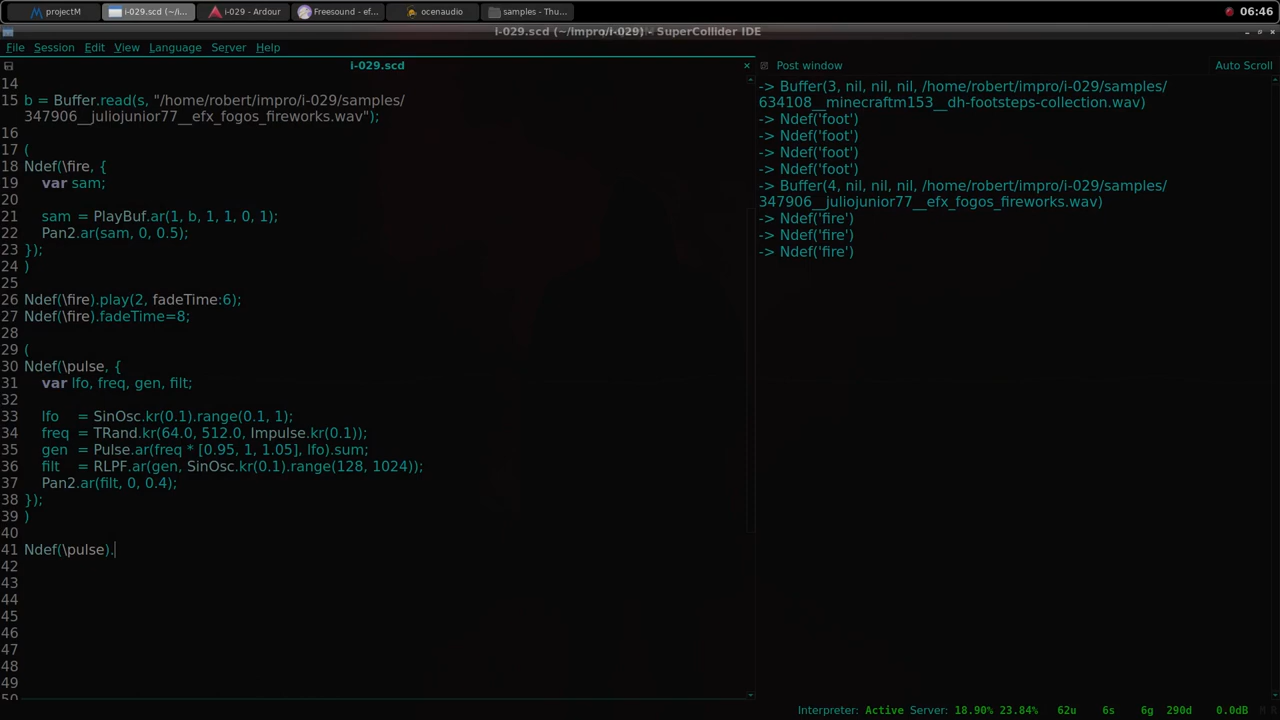 projectM
i-029.scd (~/i...
i-029 - Ardour
Freesound - ef...
ocenaudio
samples - Thu...
06:46
i-029.scd (~/impro/i-029) - SuperCollider IDE
File Session Edit View Language Server Help
i-029.scd
Post window
Auto Scroll
14
15 b = Buffer.read(s, "/home/robert/impro/i-029/samples/
347906__juliojunior77__efx_fogos_fireworks.wav");
16
17 (
18 Ndef(\fire, {
19 var sam;
20
21 sam = PlayBuf.ar(1, b, 1, 1, 0, 1);
22 Pan2.ar(sam, 0, 0.5);
23 });
24 )
25
26 Ndef(\fire).play(2, fadeTime:6);
27 Ndef(\fire).fadeTime=8;
28
29 (
30 Ndef(\pulse, {
31 var lfo, freq, gen, filt;
32
33 lfo = SinOsc.kr(0.1).range(0.1, 1);
34 freq = TRand.kr(64.0, 512.0, Impulse.kr(0.1));
35 gen = Pulse.ar(freq * [0.95, 1, 1.05], lfo).sum;
36 filt = RLPF.ar(gen, SinOsc.kr(0.1).range(128, 1024));
37 Pan2.ar(filt, 0, 0.4);
38 });
39 )
40
41 Ndef(\pulse).
42
43
44
45
46
47
48
49
50
-> Buffer(3, nil, nil, nil, /home/robert/impro/i-029/samples/
634108__minecraftm153__dh-footsteps-collection.wav)
-> Ndef('foot')
-> Ndef('foot')
-> Ndef('foot')
-> Ndef('foot')
-> Buffer(4, nil, nil, nil, /home/robert/impro/i-029/samples/
347906__juliojunior77__efx_fogos_fireworks.wav)
-> Ndef('fire')
-> Ndef('fire')
-> Ndef('fire')
Interpreter: Active Server: 18.90% 23.84% 62u 6s 6g 290d 0.0dB